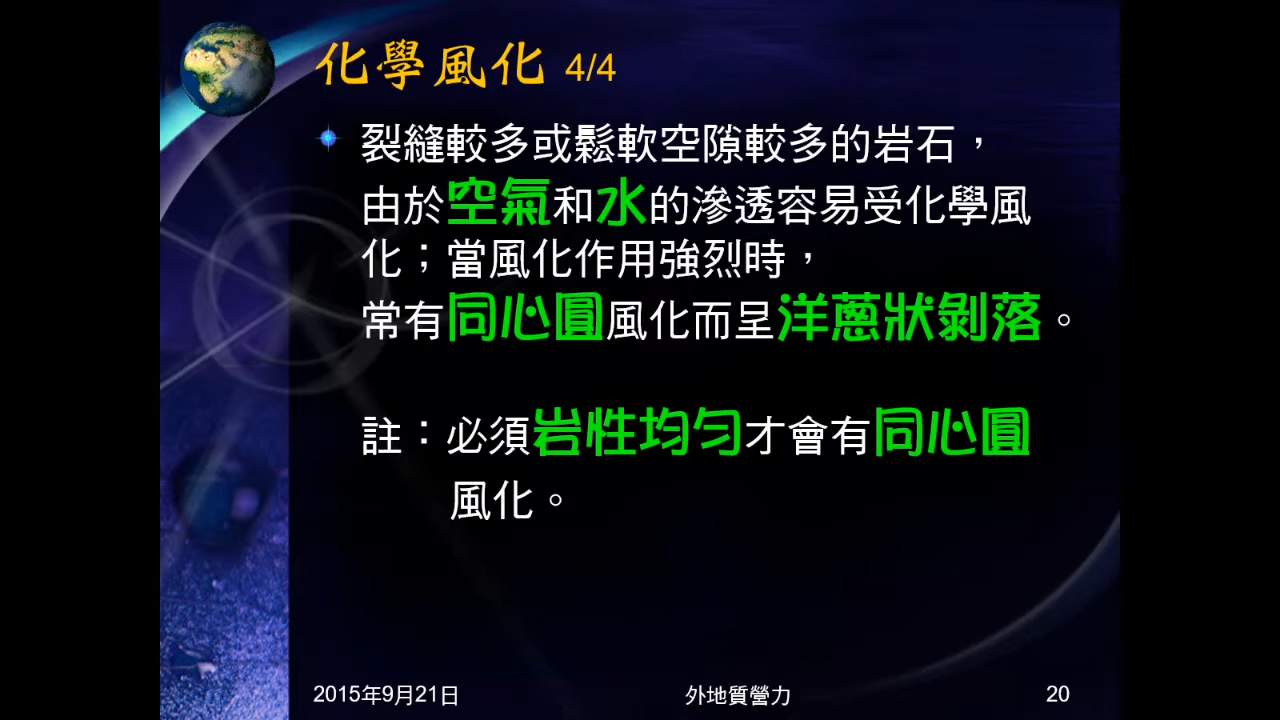 化學風化 4/4
裂縫較多或鬆軟空隙較多的岩石，
由於空氣和水的滲透容易受化學風
化；當風化作用強烈時，
常有同心圓風化而呈洋蔥狀剝落。
註：必須岩性均勻才會有同心圓
風化。
2015年9月21日
外地質營力
20